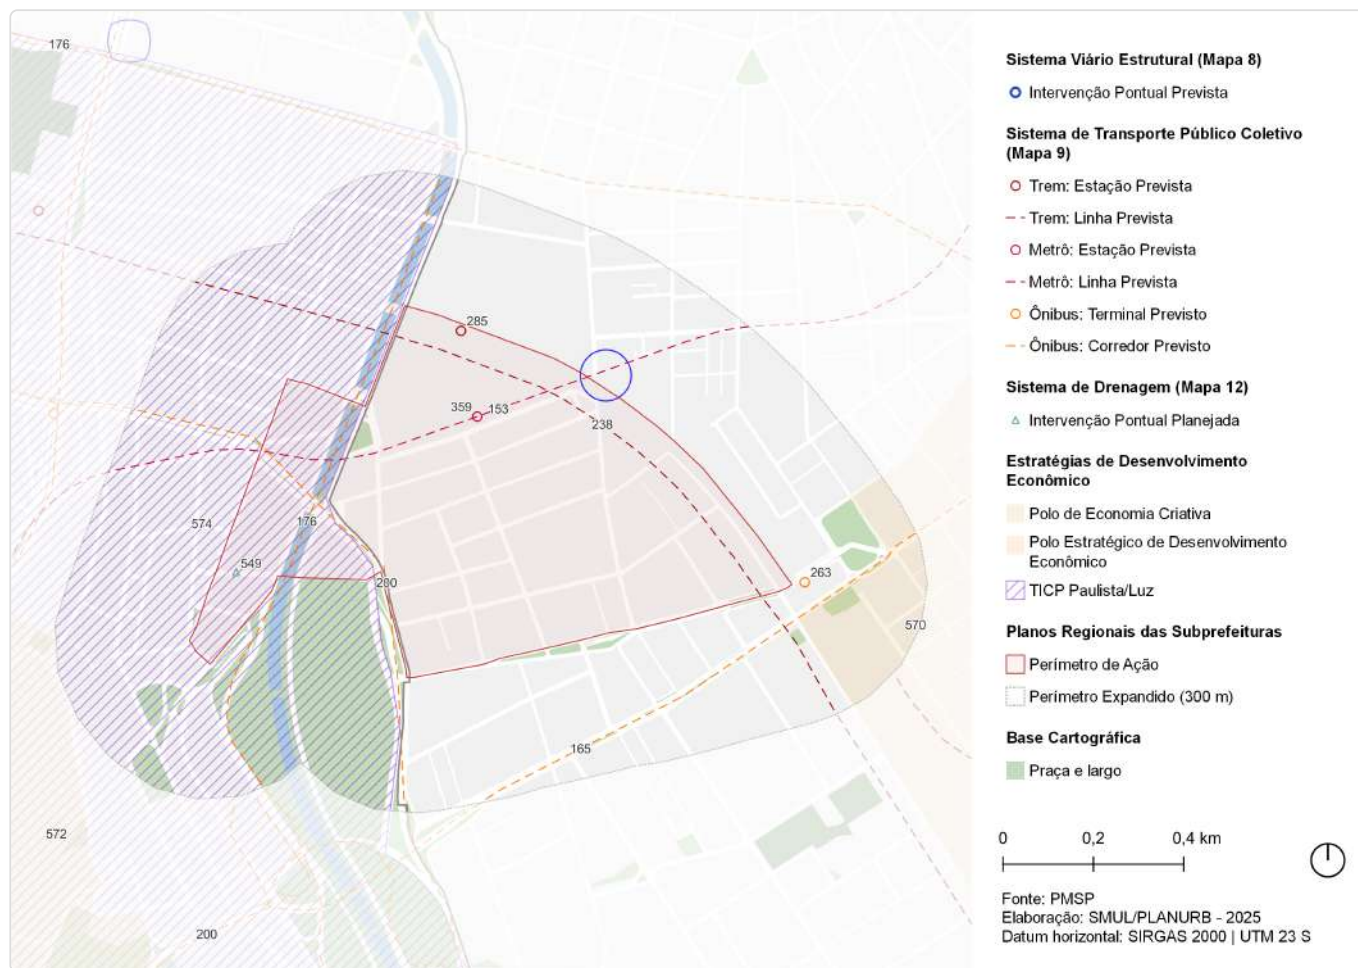 176
285
359
153
238
574
176
549
200
263
570
165
572
200
Sistema Viário Estrutural (Mapa 8)
Intervenção Pontual Prevista
Sistema de Transporte Público Coletivo
(Mapa 9)
Trem: Estação Prevista
Trem: Linha Prevista
Metrô: Estação Prevista
Metrô: Linha Prevista
Ônibus: Terminal Previsto
Ônibus: Corredor Previsto
Sistema de Drenagem (Mapa 12)
Intervenção Pontual Planejada
Estratégias de Desenvolvimento
Econômico
Polo de Economia Criativa
Polo Estratégico de Desenvolvimento
Econômico
TICP Paulista/Luz
Planos Regionais das Subprefeituras
Perímetro de Ação
Perímetro Expandido (300 m)
Base Cartográfica
Praça e largo
0 0,2 0,4 km
Fonte: PMSP
Elaboração: SMUL/PLANURB - 2025
Datum horizontal: SIRGAS 2000 | UTM 23 S